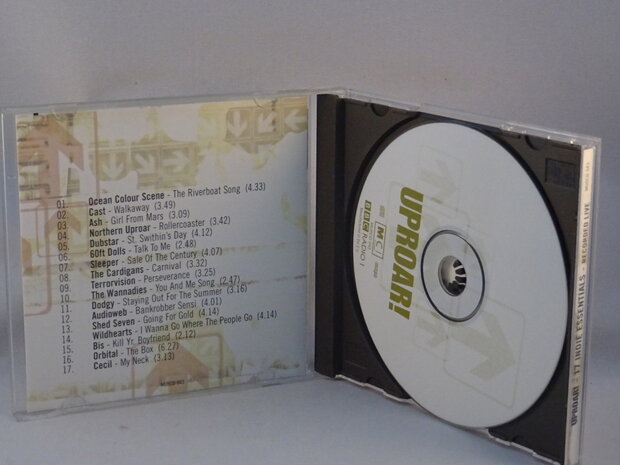 01. Ocean Colour Scene - The Riverboat Song (4.33)
02. Cast - Walkaway (3.49)
03. Ash - Girl From Mars (3.09)
04. Northern Uproar - Rollercoaster (3.42)
05. Dubstar - St. Swithin's Day (4.12)
06. 60ft Dolls - Talk To Me (2.48)
07. Sleeper - Sale Of The Century (4.07)
08. The Cardigans - Carnival (3.32)
09. Terrorvision - Perseverance (3.25)
10. The Wannadies - You And Me Song (2.47)
11. Dodgy - Staying Out For The Summer (3.16)
12. Audioweb - Bankrobber Sensi (4.01)
13. Shed Seven - Going For Gold (4.14)
14. Wildhearts - I Wanna Go Where The People Go (4.14)
15. Bis - Kill Yr. Boyfriend (2.12)
16. Orbital - The Box (6.27)
17. Cecil - My Neck (3.13)
UPROAR!
MCI
BBC RADIO 1
UPROAR! : 17 INDIE ESSENTIALS - RECORDED LIVE